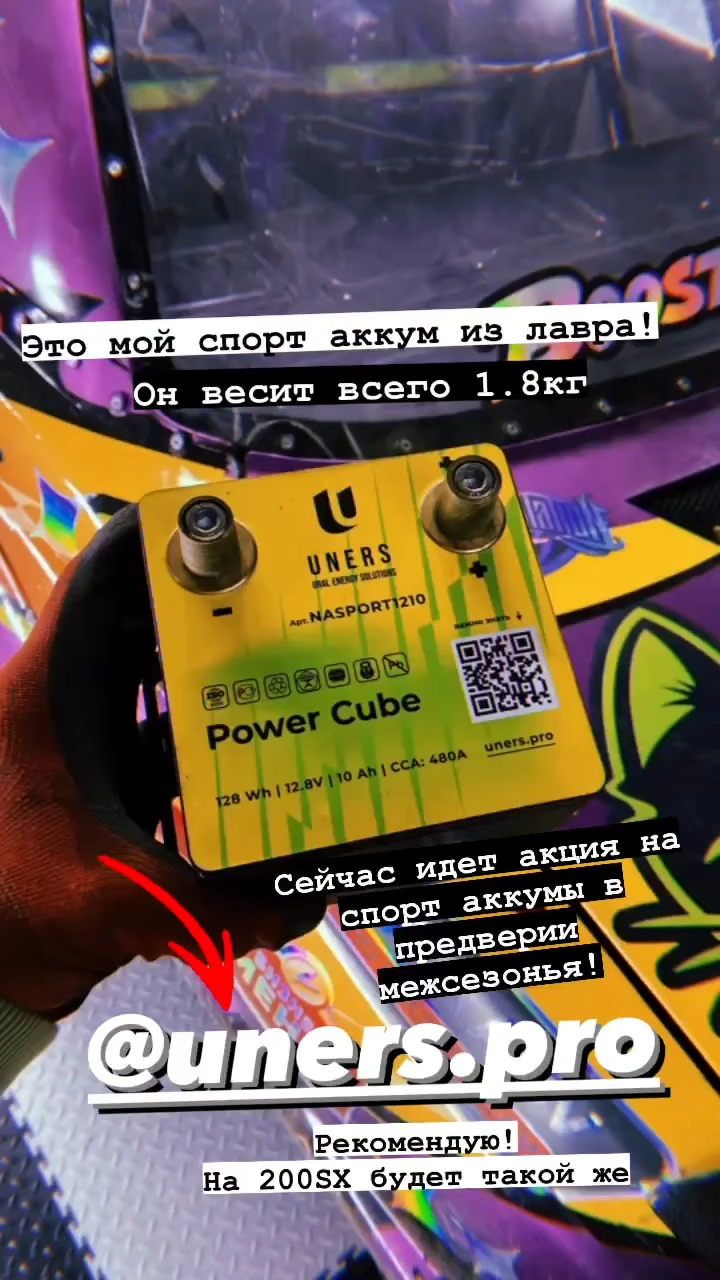 Это мой спорт аккум из лавра!
Он весит всего 1.8кг
UNERS
URAL ENERGY SOLUTIONS
Арт. NASPORT1210
ВАЖНО ЗНАТЬ
Power Cube
128 Wh | 12.8V | 10 Ah | CCA: 480A
uners.pro
Сейчас идет акция на
спорт аккумы в
предверии
межсезонья!
@uners.pro
Рекомендую!
На 200SX будет такой же